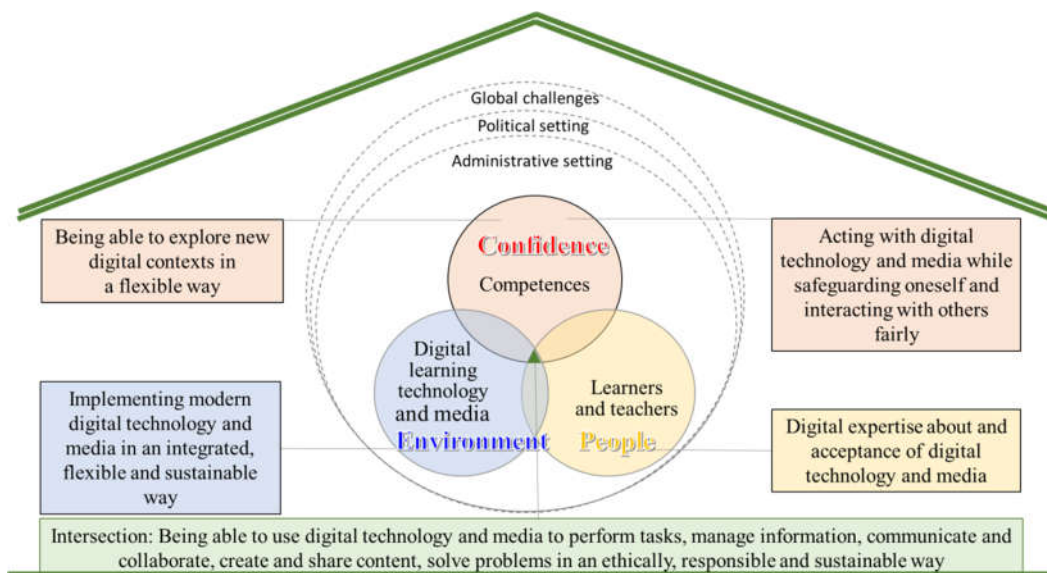 Global challenges
Political setting
Administrative setting
Being able to explore new
digital contexts in
a flexible way
Confidence
Competences
Acting with digital
technology and media while
safeguarding oneself and
interacting with others
fairly
Implementing modern
digital technology and
media in an integrated,
flexible and sustainable
way
Digital
learning
technology
and media
Environment
Learners
and teachers
People
Digital expertise about and
acceptance of digital
technology and media
Intersection: Being able to use digital technology and media to perform tasks, manage information, communicate and
collaborate, create and share content, solve problems in an ethically, responsible and sustainable way